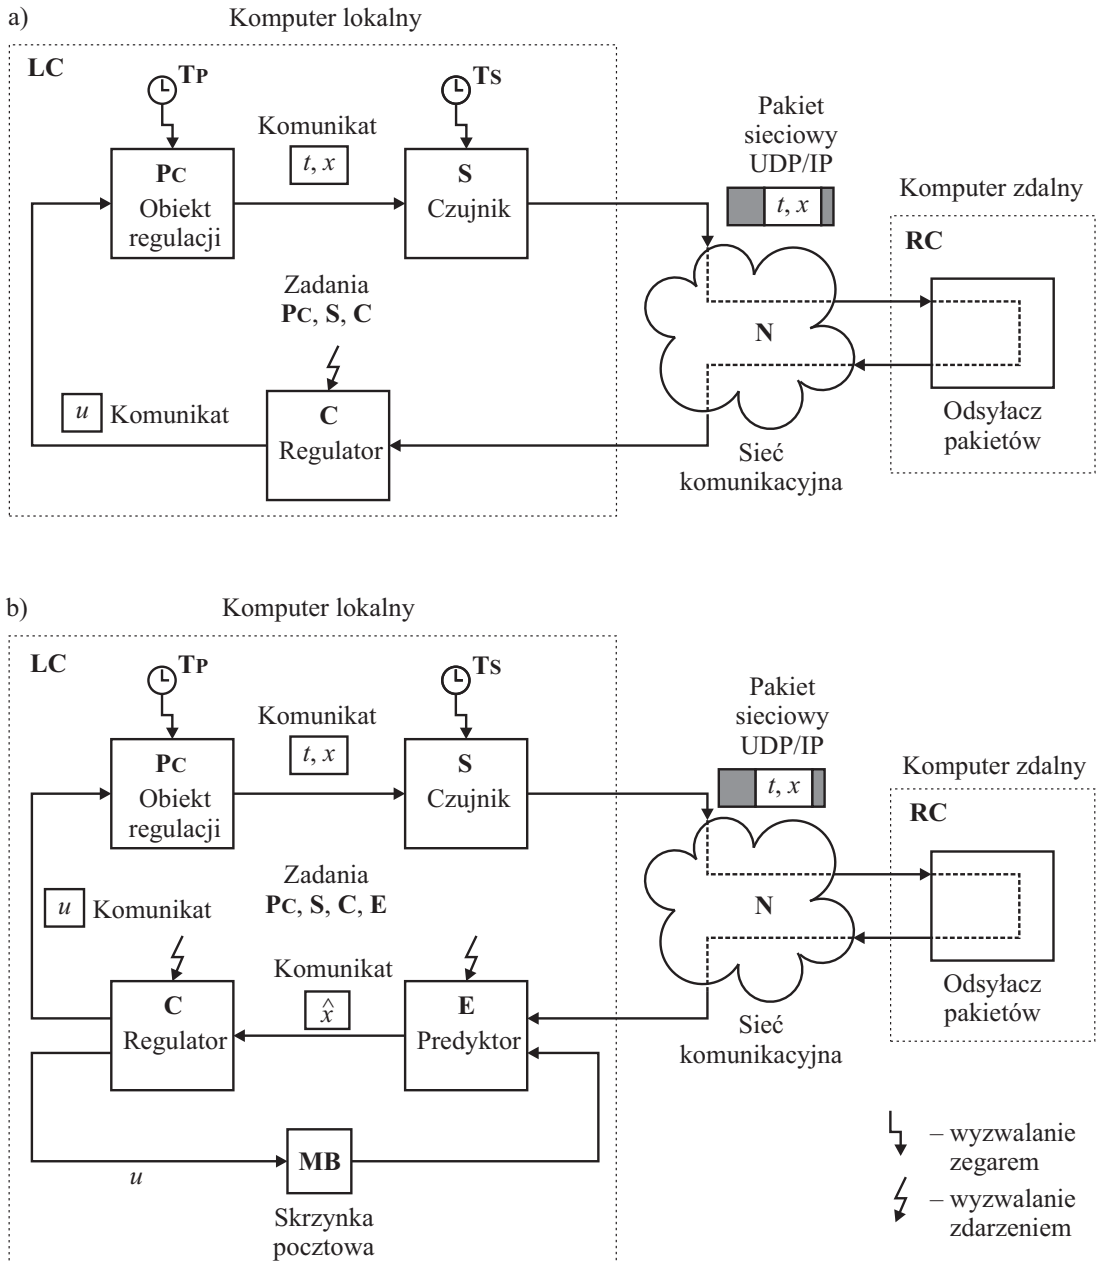 a)
Komputer lokalny
LC
TP
TS
Komunikat
t, x
PC
Obiekt
regulacji
S
Czujnik
Pakiet
sieciowy
UDP/IP
t, x
Komputer zdalny
RC
Zadania
PC, S, C
N
u Komunikat
C
Regulator
Sieć
komunikacyjna
Odsyłacz
pakietów
b)
Komputer lokalny
LC
TP
TS
Komunikat
t, x
PC
Obiekt
regulacji
S
Czujnik
Pakiet
sieciowy
UDP/IP
t, x
Komputer zdalny
RC
Zadania
PC, S, C, E
N
u Komunikat
Komunikat
x̂
C
Regulator
E
Predyktor
Sieć
komunikacyjna
Odsyłacz
pakietów
u
MB
Skrzynka
pocztowa
– wyzwalanie
zegarem
– wyzwalanie
zdarzeniem